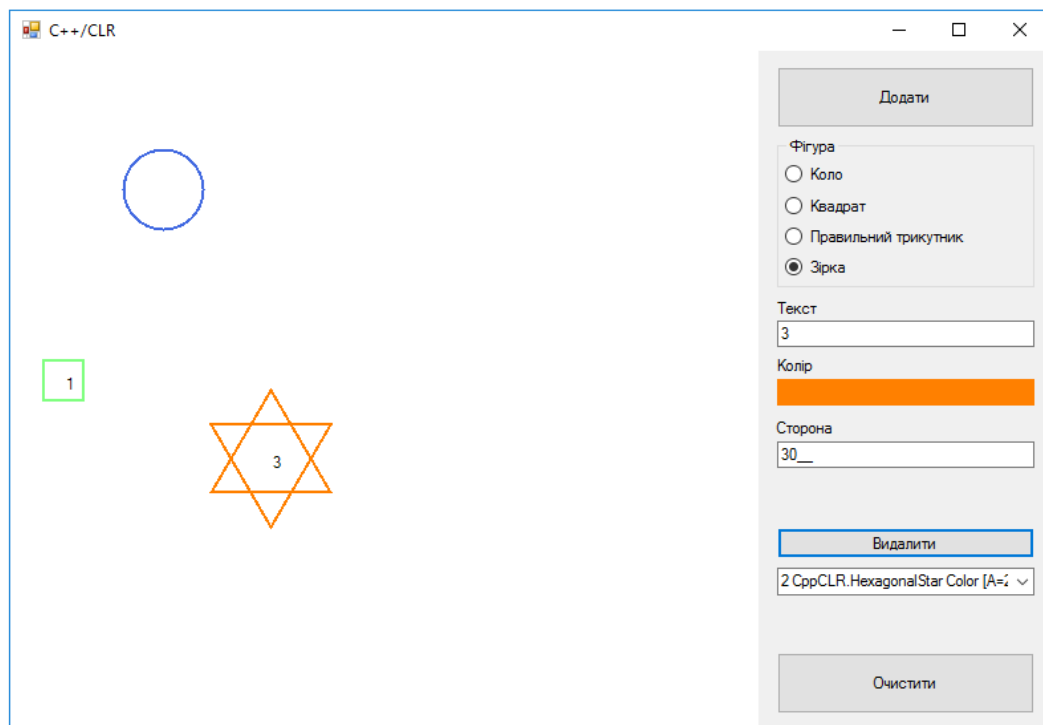 C++/CLR
Додати
Фігура
Коло
Квадрат
Правильний трикутник
Зірка
Текст
3
Колір
Сторона
30__
Видалити
2 CppCLR.HexagonalStar Color [A=2
Очистити
1
3